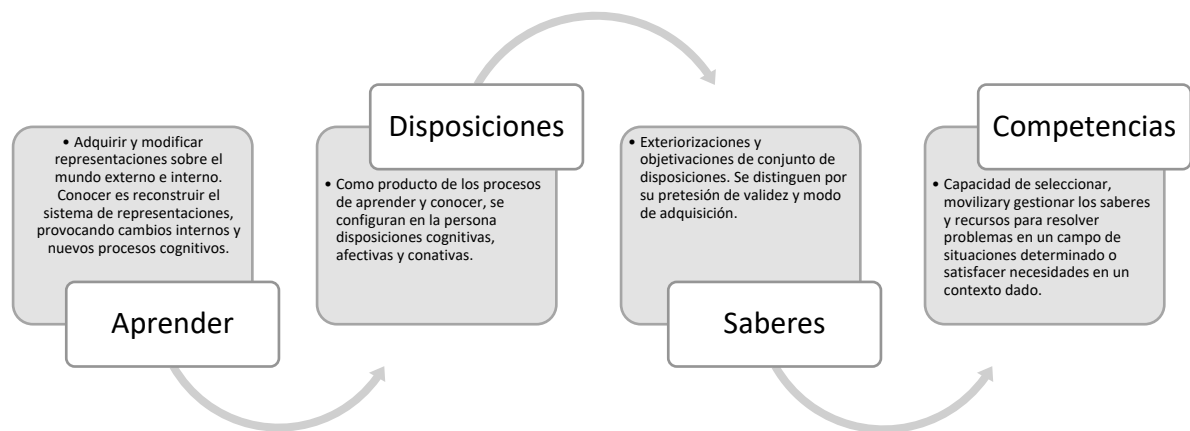 • Adquirir y modificar
representaciones sobre el
mundo externo e interno.
Conocer es reconstruir el
sistema de representaciones,
provocando cambios internos y
nuevos procesos cognitivos.
Aprender
Disposiciones
• Como producto de los procesos
de aprender y conocer, se
configuran en la persona
disposiciones cognitivas,
afectivas y conativas.
• Exteriorizaciones y
objetivaciones de conjunto de
disposiciones. Se distinguen por
su pretesión de validez y modo
de adquisición.
Saberes
Competencias
• Capacidad de seleccionar,
movilizary gestionar los saberes
y recursos para resolver
problemas en un campo de
situaciones determinado o
satisfacer necesidades en un
contexto dado.